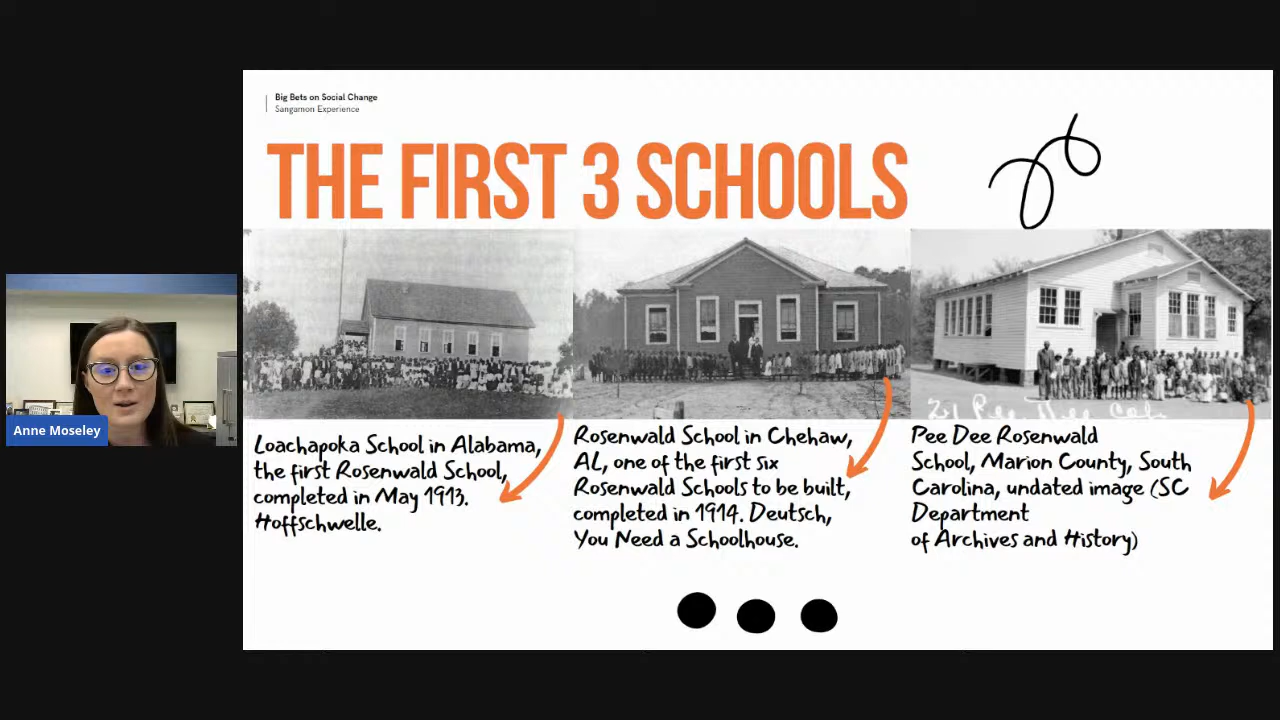 Big Bets on Social Change
Sangamon Experience
THE FIRST 3 SCHOOLS
Anne Moseley
Loachapoka School in Alabama,
the first Rosenwald School,
completed in May 1913.
Hoffschwelle.
Rosenwald School in Chehaw,
AL, one of the first six
Rosenwald Schools to be built,
completed in 1914. Deutsch,
You Need a Schoolhouse.
Pee Dee Rosenwald
School, Marion County, South
Carolina, undated image (SC
Department
of Archives and History)